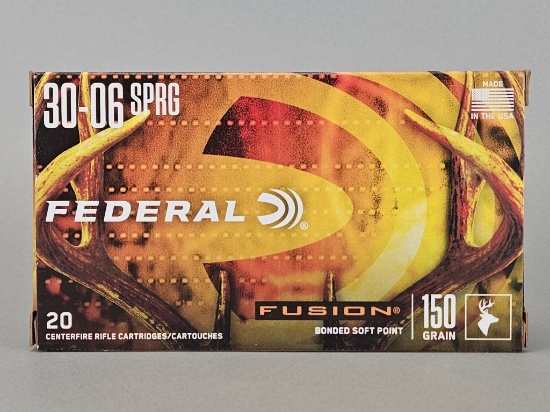 30-06 SPRG
MADE
IN THE USA
FEDERAL
®
FUSION®
BONDED SOFT POINT
150
GRAIN
20
CENTERFIRE RIFLE CARTRIDGES/CARTOUCHES